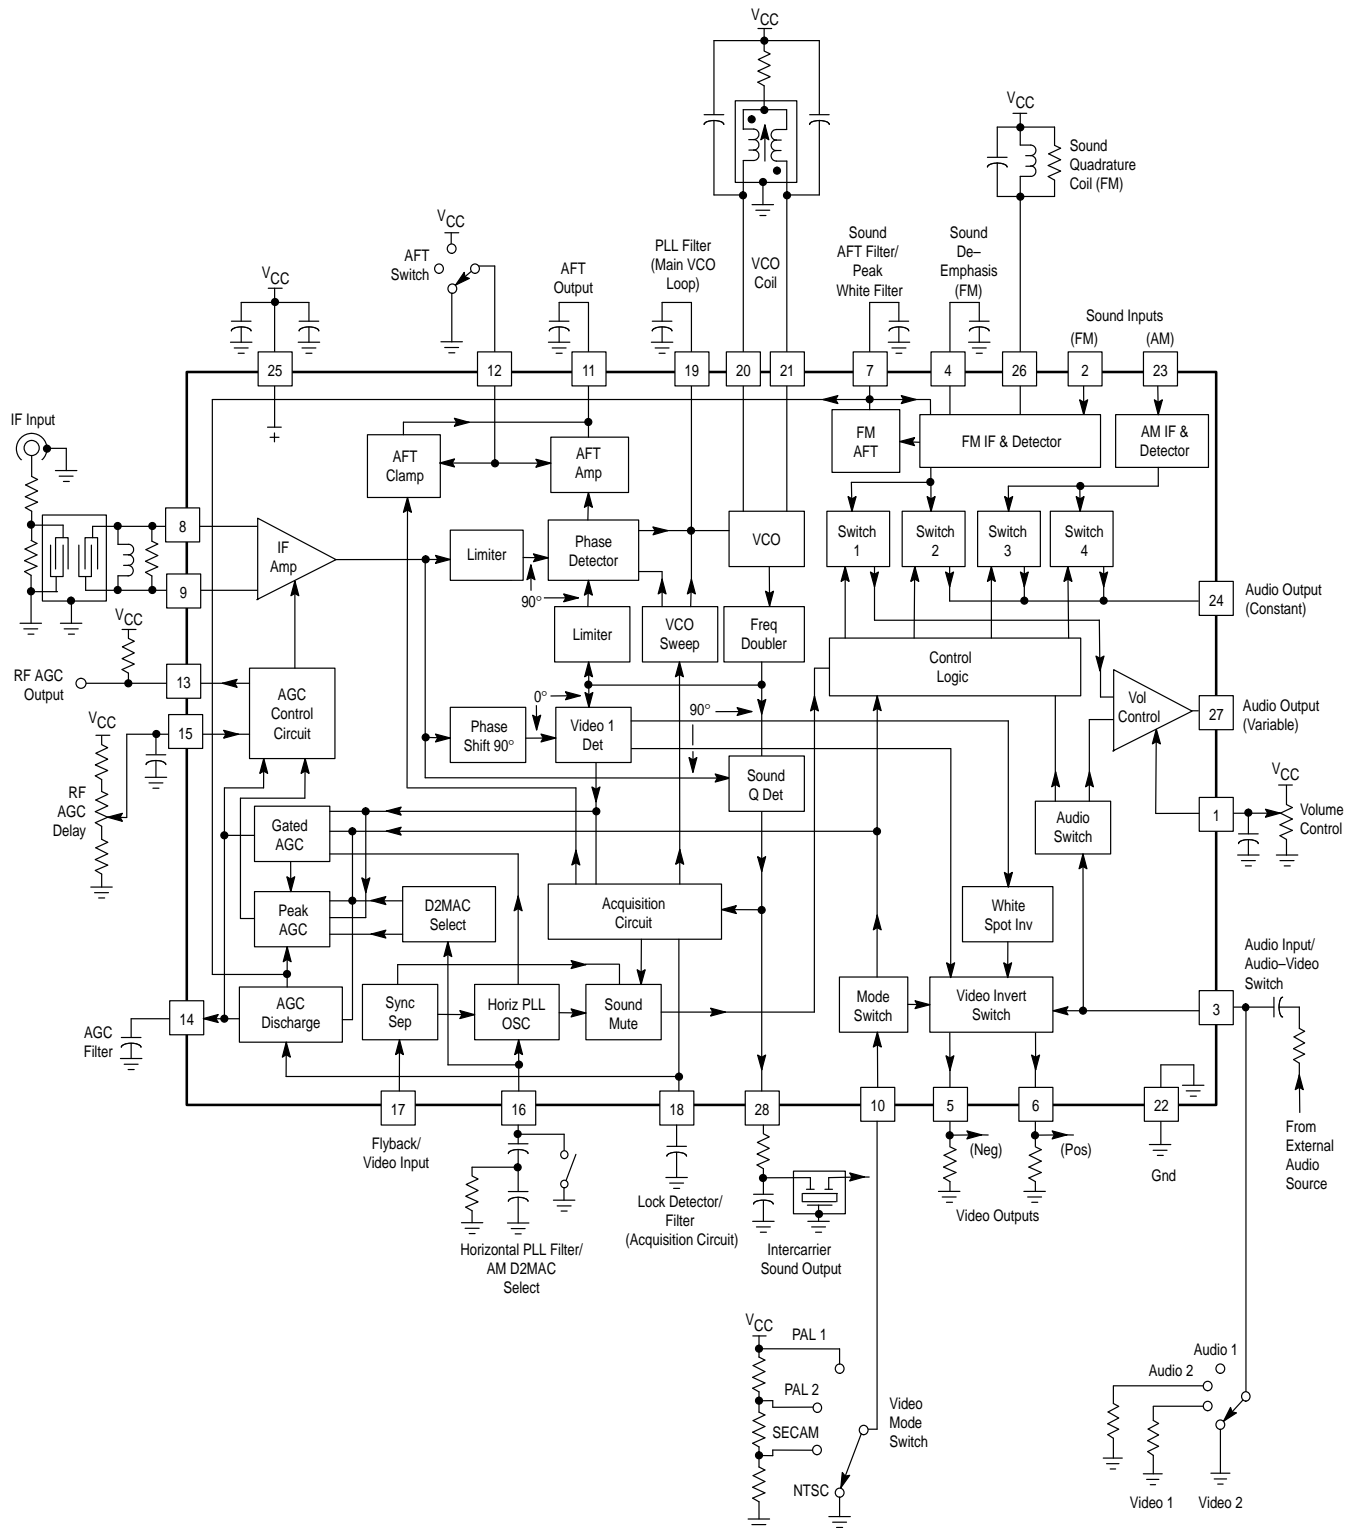 VCC
VCC
Sound
Quadrature
Coil (FM)
VCC
AFT
Switch
VCC
AFT
Output
PLL Filter
(Main VCO
Loop)
VCO
Coil
Sound
AFT Filter/
Peak
White Filter
Sound
De–
Emphasis
(FM)
Sound Inputs
(FM)
(AM)
25
12
11
19
20
21
7
4
26
2
23
+
IF Input
AFT
Clamp
AFT
Amp
FM
AFT
FM IF & Detector
AM IF &
Detector
8
9
IF
Amp
Limiter
Phase
Detector
VCO
Switch
1
Switch
2
Switch
3
Switch
4
90°
Limiter
VCO
Sweep
Freq
Doubler
Control
Logic
24
Audio Output
(Constant)
VCC
RF AGC
Output
13
AGC
Control
Circuit
VCC
15
RF
AGC
Delay
0°
90°
Phase
Shift 90°
Video 1
Det
Sound
Q Det
Vol
Control
27
Audio Output
(Variable)
VCC
1
Volume
Control
Gated
AGC
Audio
Switch
Peak
AGC
D2MAC
Select
Acquisition
Circuit
White
Spot Inv
Audio Input/
Audio–Video
Switch
14
AGC
Filter
AGC
Discharge
Sync
Sep
Horiz PLL
OSC
Sound
Mute
Mode
Switch
Video Invert
Switch
3
17
16
18
28
10
5
6
22
Flyback/
Video Input
(Neg)
(Pos)
Gnd
From
External
Audio
Source
Lock Detector/
Filter
(Acquisition Circuit)
Video Outputs
Horizontal PLL Filter/
AM D2MAC
Select
Intercarrier
Sound Output
VCC
PAL 1
PAL 2
SECAM
NTSC
Video
Mode
Switch
Audio 1
Audio 2
Video 1
Video 2